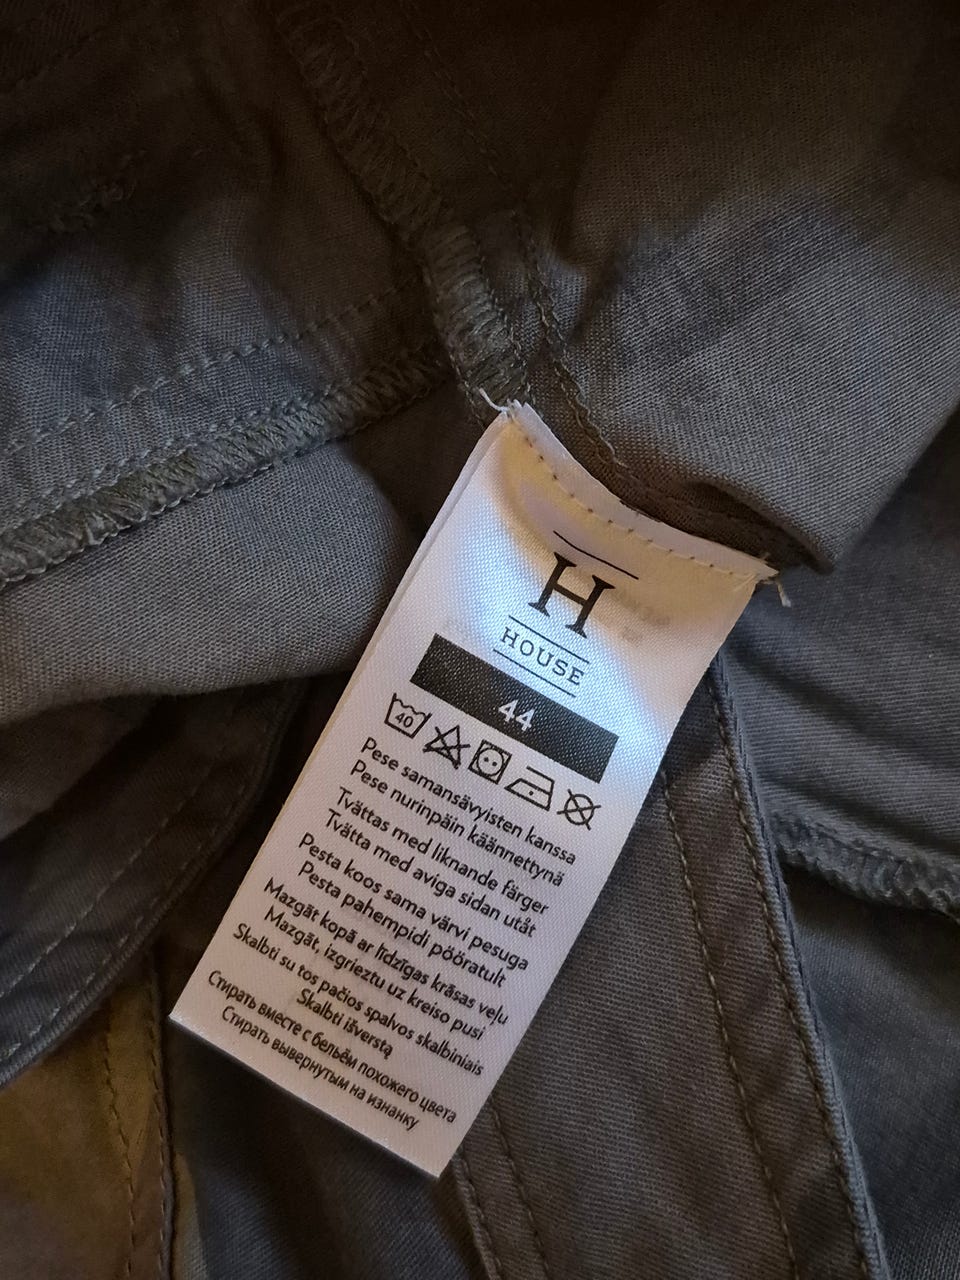 H
HOUSE
44
40
Pese samansävyisten kanssa
Pese nurinpäin käännettynä
Tvättas med liknande färger
Tvätta med aviga sidan utåt
Pesta koos sama värvi pesuga
Pesta pahempidi pööratult
Mazgāt kopā ar līdzīgas krāsas veļu
Mazgāt, izgrieztu uz kreiso pusi
Skalbti su tos pačios spalvos skalbiniais
Skalbti išverstą
Стирать вместе с бельём похожего цвета
Стирать вывернутым на изнанку